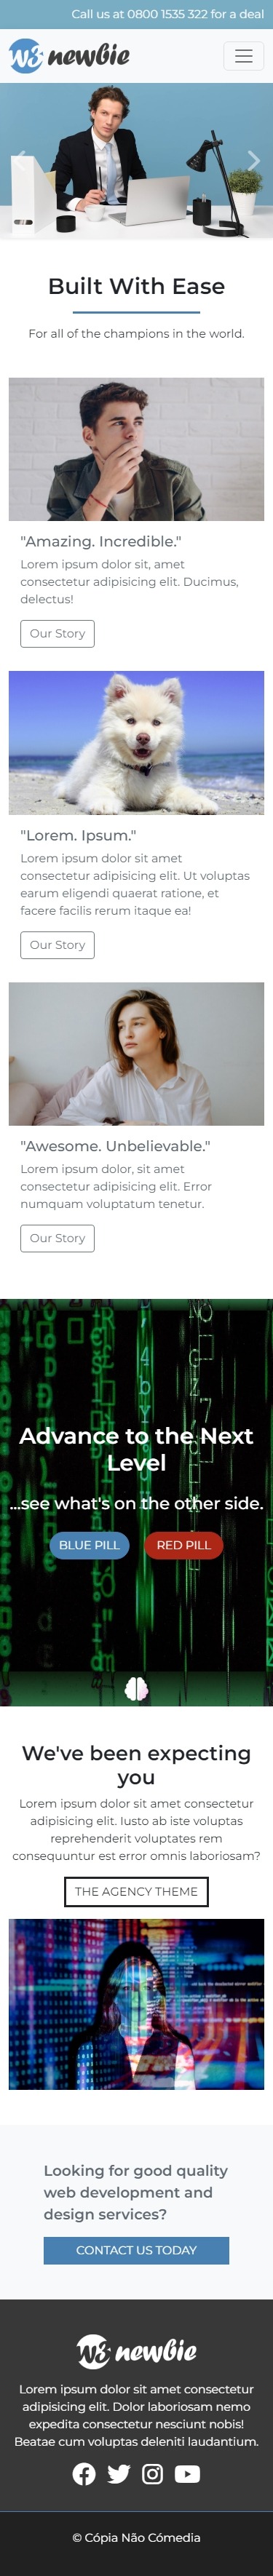 Call us at 0800 1535 322 for a deal
w3 newbie
Built With Ease
For all of the champions in the world.
"Amazing. Incredible."
Lorem ipsum dolor sit, amet
consectetur adipisicing elit. Ducimus,
delectus!
Our Story
"Lorem. Ipsum."
Lorem ipsum dolor sit amet
consectetur adipisicing elit. Ut voluptas
earum eligendi quaerat ratione, et
facere facilis rerum itaque ea!
Our Story
"Awesome. Unbelievable."
Lorem ipsum dolor, sit amet
consectetur adipisicing elit. Error
numquam voluptatum tenetur.
Our Story
Advance to the Next
Level
...see what's on the other side.
BLUE PILL
RED PILL
We've been expecting
you
Lorem ipsum dolor sit amet consectetur
adipisicing elit. Iusto ab iste voluptas
reprehenderit voluptates rem
consequuntur est error omnis laboriosam?
THE AGENCY THEME
Looking for good quality
web development and
design services?
CONTACT US TODAY
w3 newbie
Lorem ipsum dolor sit amet consectetur
adipisicing elit. Dolor laboriosam nemo
expedita consectetur nesciunt nobis!
Beatae cum voluptas deleniti laudantium.
© Cópia Não Cómedia